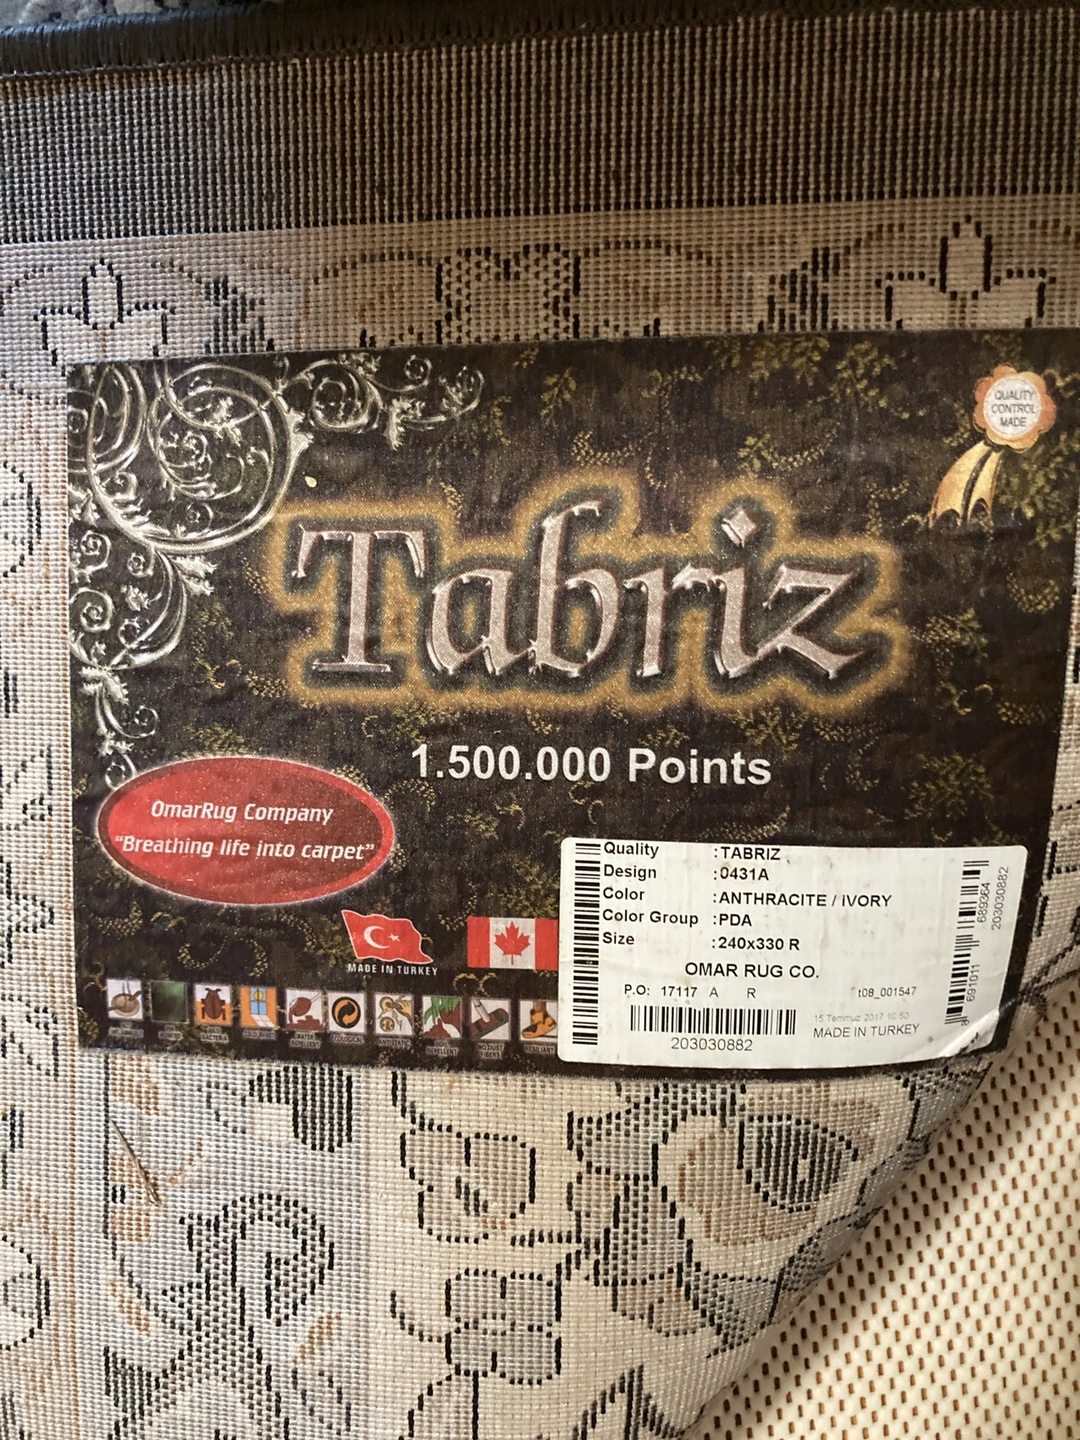 QUALITY
CONTROL
MADE
Tabriz
1.500.000 Points
OmarRug Company
"Breathing life into carpet"
MADE IN TURKEY
Quality :TABRIZ
Design :0431A
Color :ANTHRACITE / IVORY
Color Group :PDA
Size :240x330 R
OMAR RUG CO.
P.O: 17117 A R t08_001547
15 Temmuz 2017 10:50
MADE IN TURKEY
203030882
691011 689364
203030882